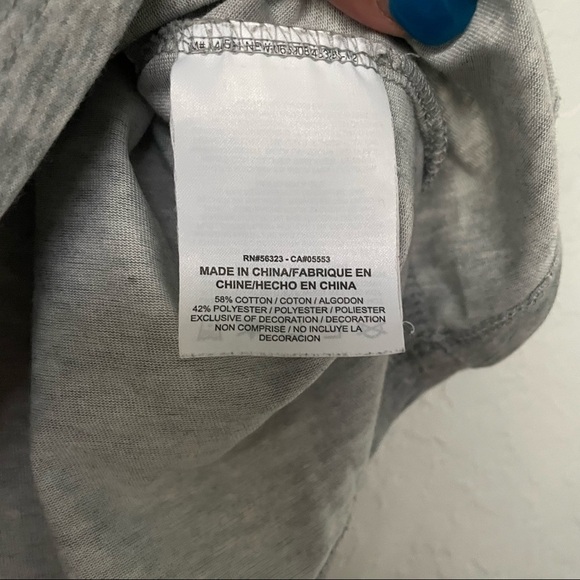 RN#56323 - CA#05553
MADE IN CHINA/FABRIQUE EN
CHINE/HECHO EN CHINA
58% COTTON / COTON / ALGODON
42% POLYESTER / POLYESTER / POLIESTER
EXCLUSIVE OF DECORATION / DECORATION
NON COMPRISE / NO INCLUYE LA
DECORACION